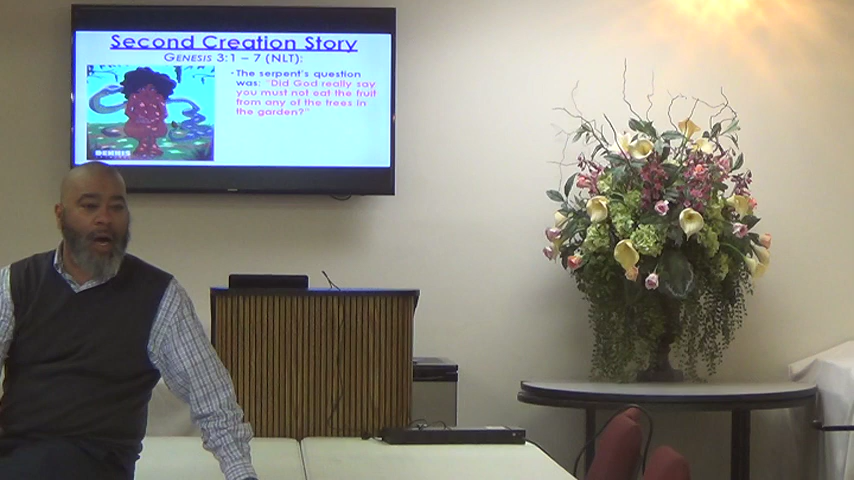 Second Creation Story
GENESIS 3:1 – 7 (NLT):
• The serpent's question
was: "Did God really say
you must not eat the fruit
from any of the trees in
the garden?"
DENNIS